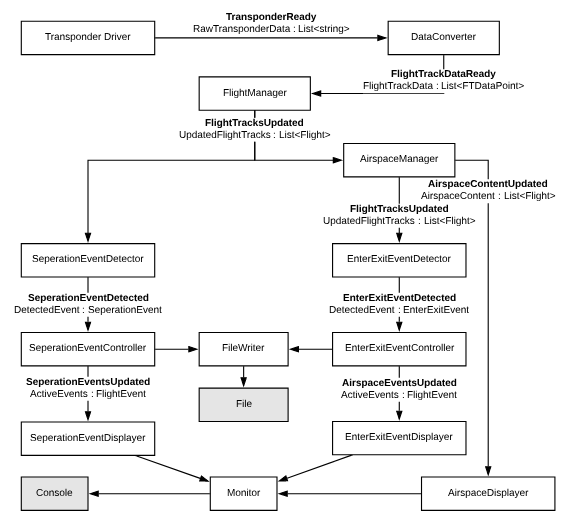 TransponderReady
RawTransponderData : List<string>
Transponder Driver
DataConverter
FlightTrackDataReady
FlightTrackData : List<FTDataPoint>
FlightManager
FlightTracksUpdated
UpdatedFlightTracks : List<Flight>
AirspaceManager
AirspaceContentUpdated
AirspaceContent : List<Flight>
FlightTracksUpdated
UpdatedFlightTracks : List<Flight>
SeperationEventDetector
EnterExitEventDetector
SeperationEventDetected
DetectedEvent : SeperationEvent
EnterExitEventDetected
DetectedEvent : EnterExitEvent
SeperationEventController
FileWriter
EnterExitEventController
SeperationEventsUpdated
ActiveEvents : FlightEvent
AirspaceEventsUpdated
ActiveEvents : FlightEvent
File
SeperationEventDisplayer
EnterExitEventDisplayer
Console
Monitor
AirspaceDisplayer